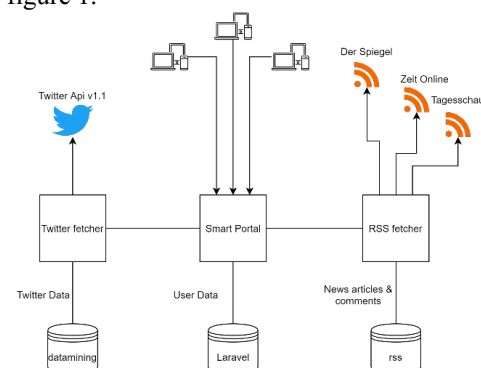 figure 1.
Der Spiegel
Zeit Online
Tagesschau
Twitter Api v1.1
Twitter fetcher
Smart Portal
RSS fetcher
Twitter Data
User Data
News articles &
comments
datamining
Laravel
rss